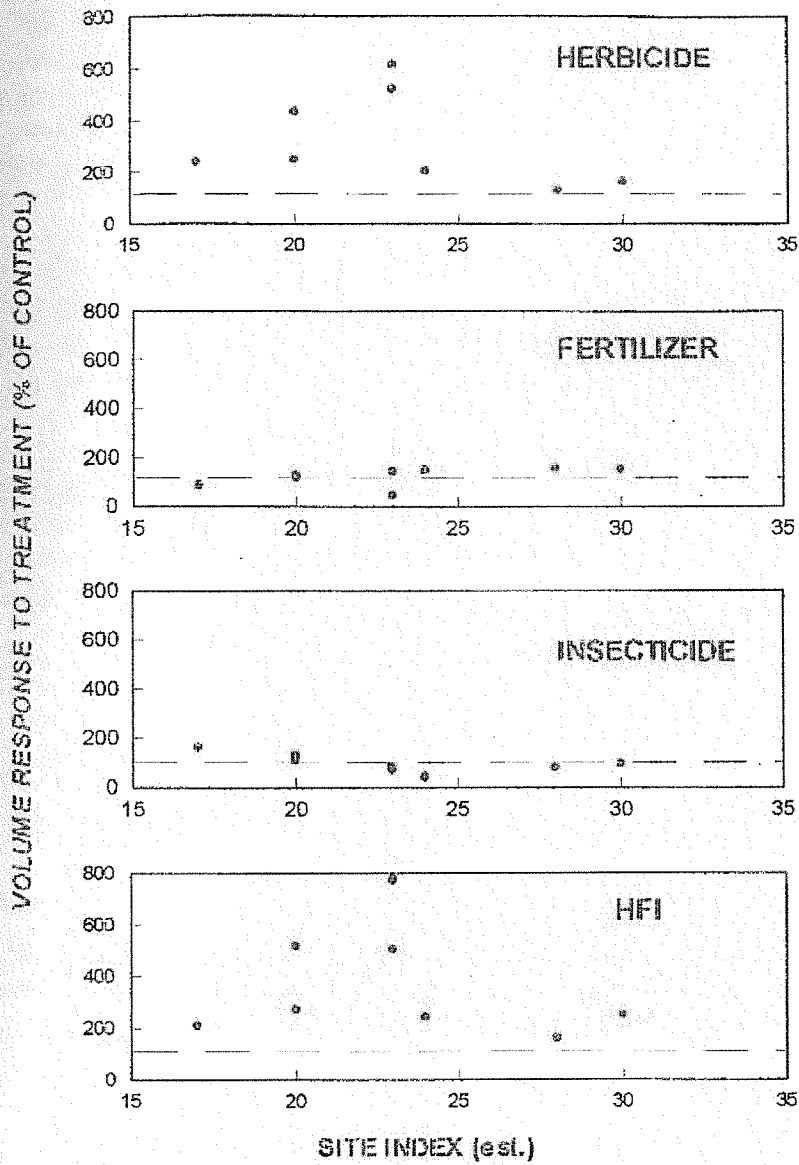 VOLUME RESPONSE TO TREATMENT (% OF CONTROL)
800
600
400
200
0
HERBICIDE
15 20 25 30 35
800
600
400
200
0
FERTILIZER
15 20 25 30 35
800
600
400
200
0
INSECTICIDE
15 20 25 30 35
800
600
400
200
0
HFI
15 20 25 30 35
SITE INDEX (est.)